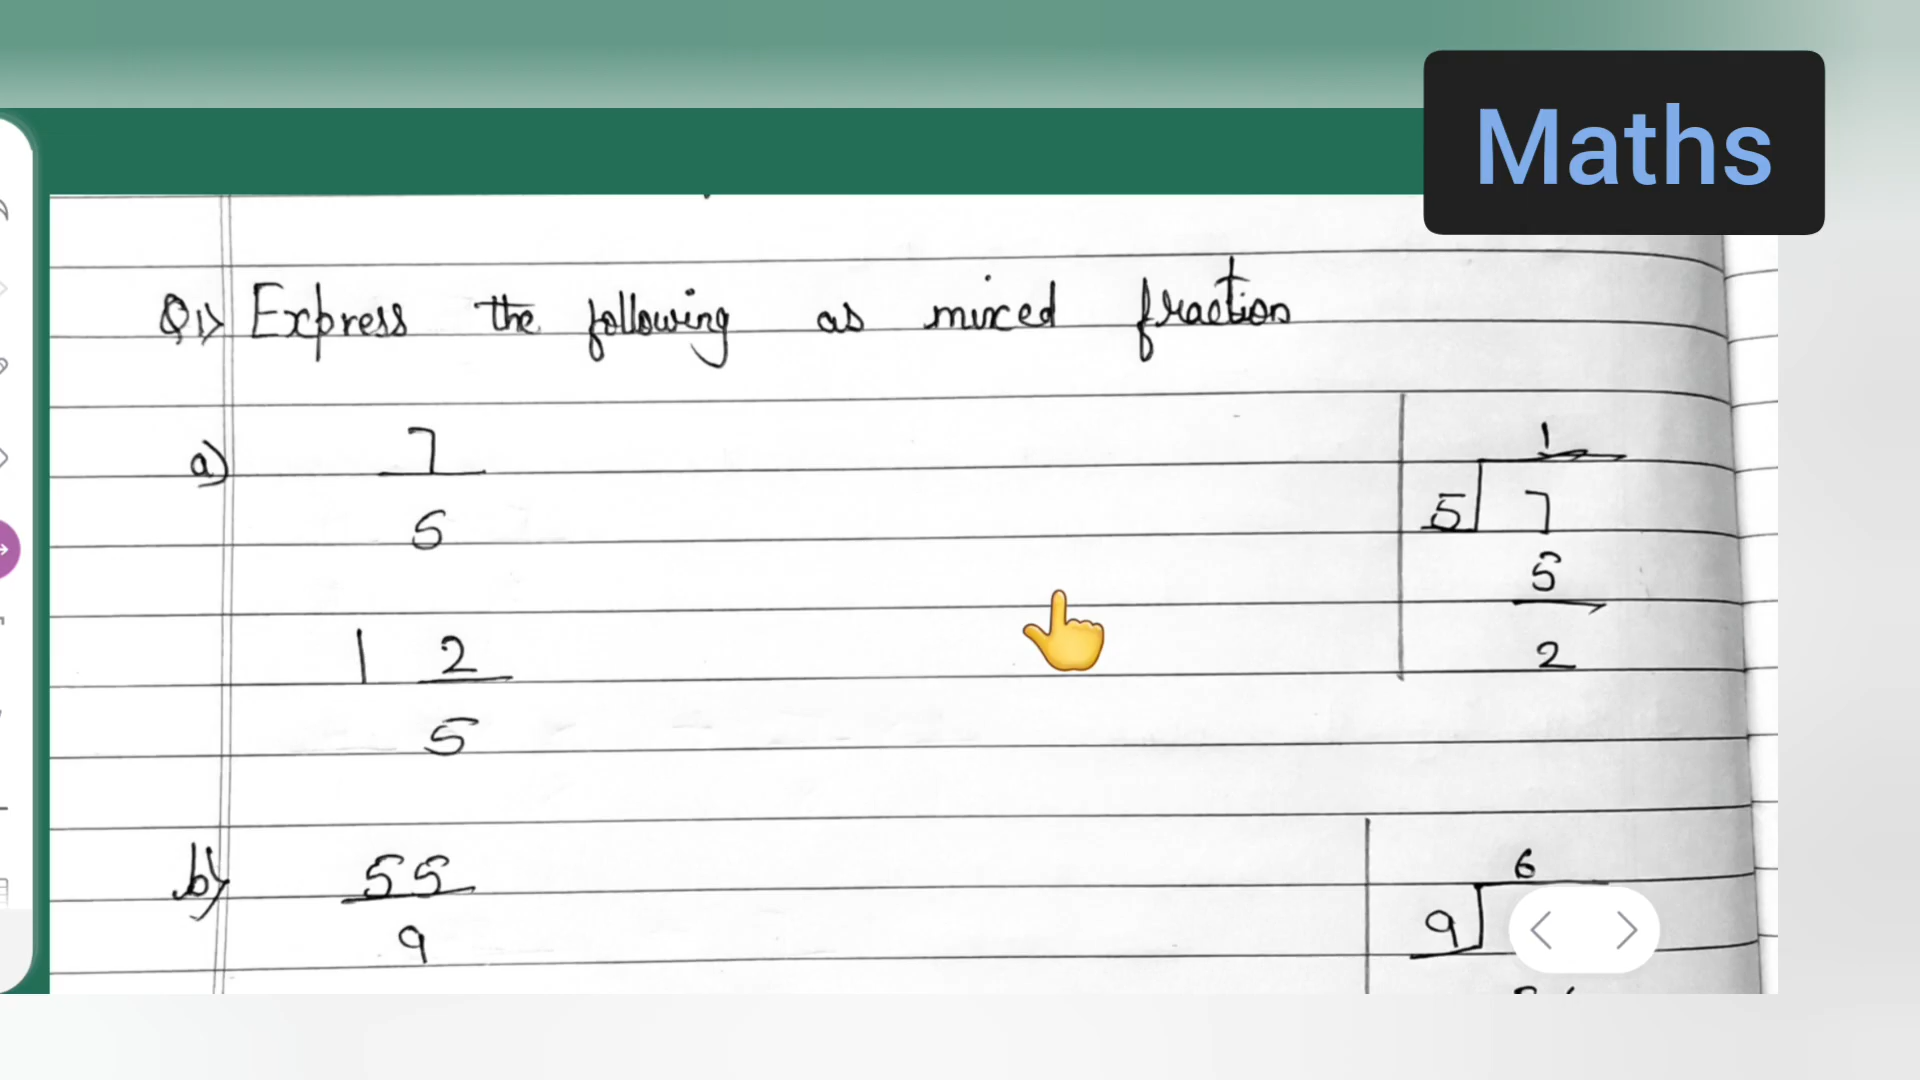 Maths
Q1) Express the following as mixed fraction
a) 7
5
1 2
5
1
5 7
5
2
b) 55
9
6
9